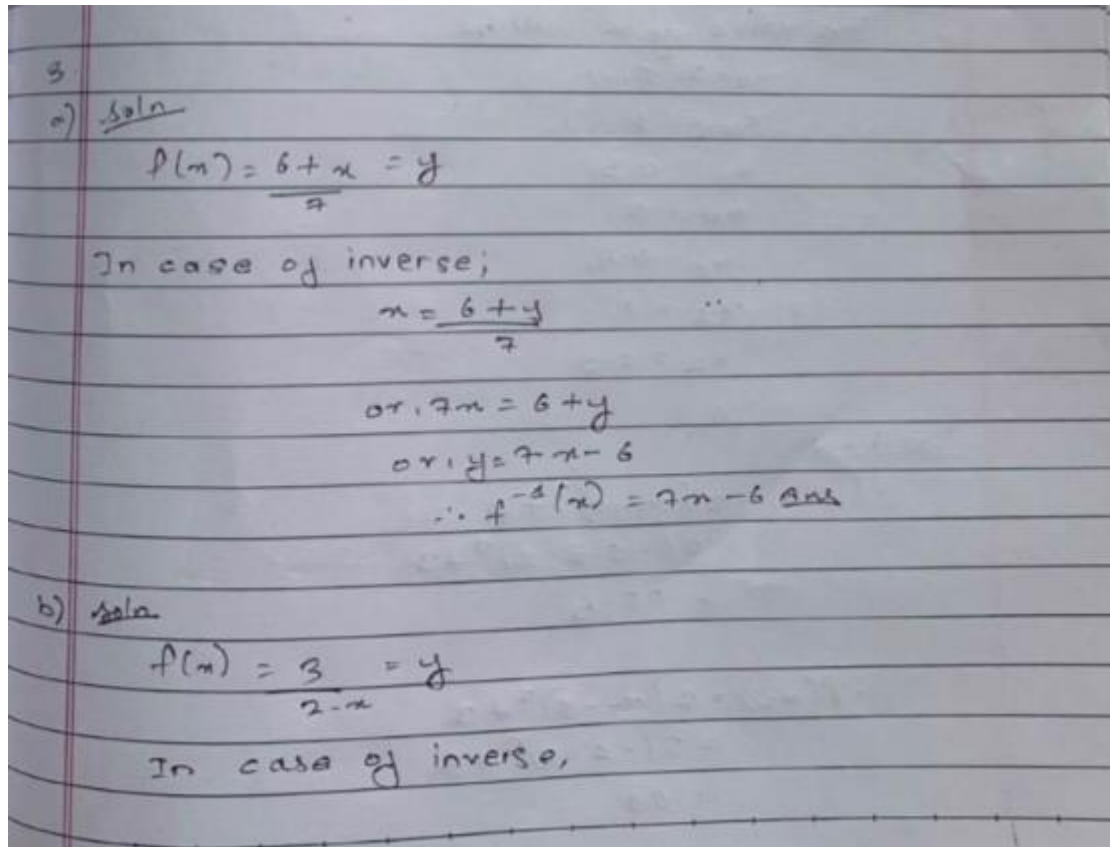 3.
a) soln
f(x) = 6 + x / 7 = y
In case of inverse;
x = 6 + y / 7
or, 7x = 6 + y
or, y = 7x - 6
∴ f⁻¹(x) = 7x - 6 Ans
b) soln
f(x) = 3 / 2 - x = y
In case of inverse,